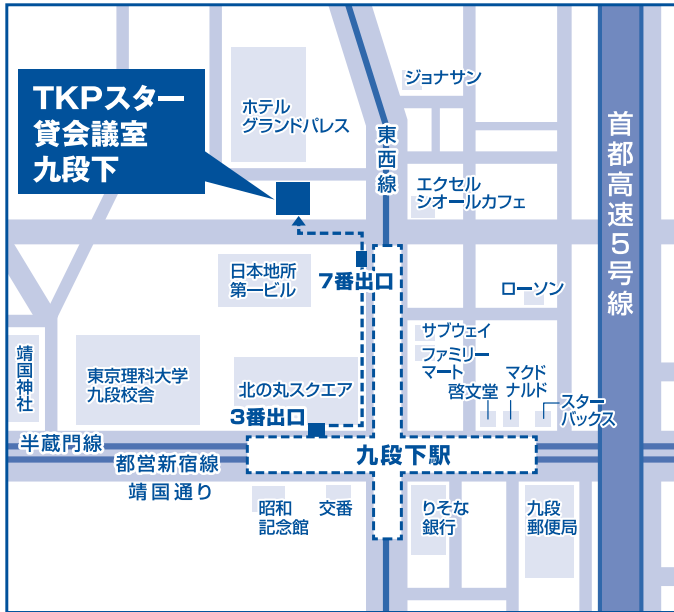 TKPスター
貸会議室
九段下
ホテル
グランドパレス
ジョナサン
東西線
エクセル
シオールカフェ
首都高速5号線
日本地所
第一ビル
7番出口
ローソン
サブウェイ
ファミリー
マート
マクド
ナルド
啓文堂
スター
バックス
靖国神社
東京理科大学
九段校舎
北の丸スクエア
3番出口
半蔵門線
都営新宿線
九段下駅
靖国通り
昭和
記念館
交番
りそな
銀行
九段
郵便局